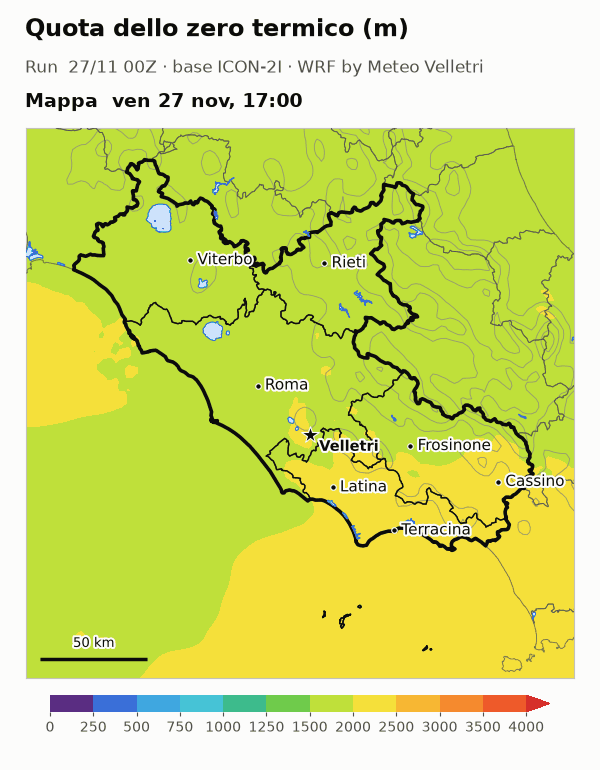 Quota dello zero termico (m)
Run  27/11 00Z · base ICON-2I · WRF by Meteo Velletri
Mappa  ven 27 nov, 17:00
Viterbo
Rieti
Roma
Velletri
Frosinone
Cassino
Latina
Terracina
50 km
0 250 500 750 1000 1250 1500 2000 2500 3000 3500 4000